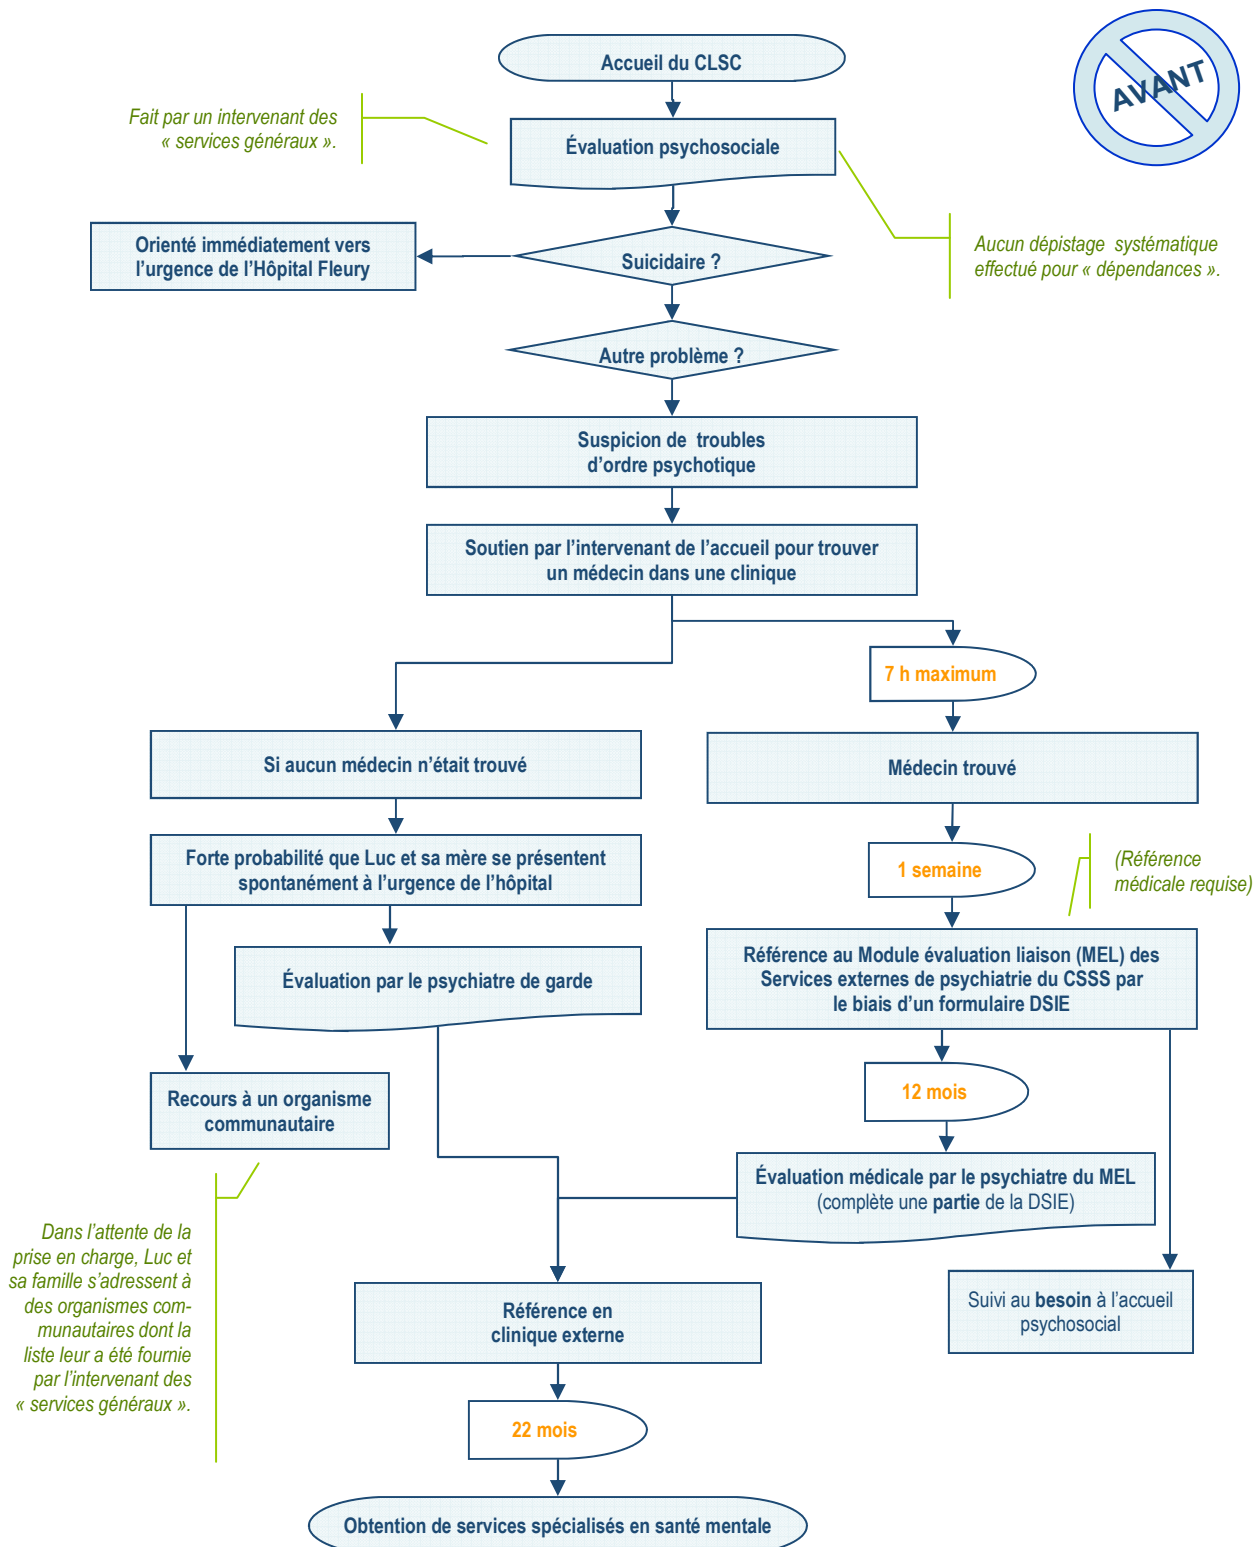 Accueil du CLSC
AVANT
Fait par un intervenant des
« services généraux ».
Évaluation psychosociale
Orienté immédiatement vers
l’urgence de l’Hôpital Fleury
Suicidaire ?
Aucun dépistage systématique
effectué pour « dépendances ».
Autre problème ?
Suspicion de troubles
d’ordre psychotique
Soutien par l’intervenant de l’accueil pour trouver
un médecin dans une clinique
7 h maximum
Si aucun médecin n’était trouvé
Médecin trouvé
Forte probabilité que Luc et sa mère se présentent
spontanément à l’urgence de l’hôpital
1 semaine
(Référence
médicale requise)
Évaluation par le psychiatre de garde
Référence au Module évaluation liaison (MEL) des
Services externes de psychiatrie du CSSS par
le biais d’un formulaire DSIE
Recours à un organisme
communautaire
12 mois
Évaluation médicale par le psychiatre du MEL
(complète une partie de la DSIE)
Dans l’attente de la
prise en charge, Luc et
sa famille s’adressent à
des organismes com-
munautaires dont la
liste leur a été fournie
par l’intervenant des
« services généraux ».
Référence en
clinique externe
Suivi au besoin à l’accueil
psychosocial
22 mois
Obtention de services spécialisés en santé mentale